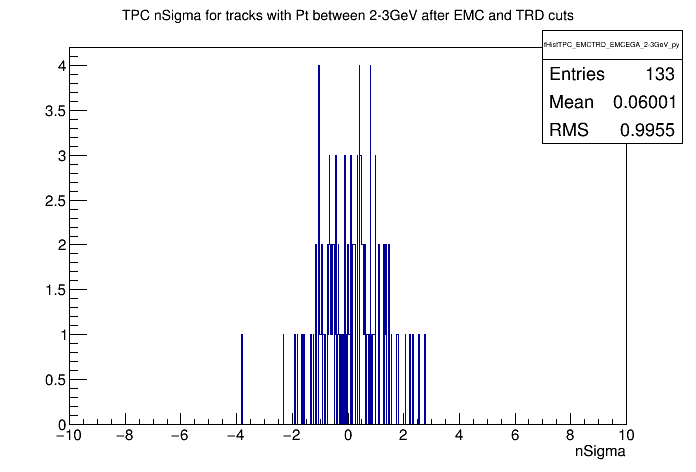 TPC nSigma for tracks with Pt between 2-3GeV after EMC and TRD cuts
fHistTPC_EMCTRD_EMCEGA_2-3GeV_py
Entries 133
Mean 0.06001
RMS 0.9955
4
3.5
3
2.5
2
1.5
1
0.5
0
−10 −8 −6 −4 −2 0 2 4 6 8 10
nSigma